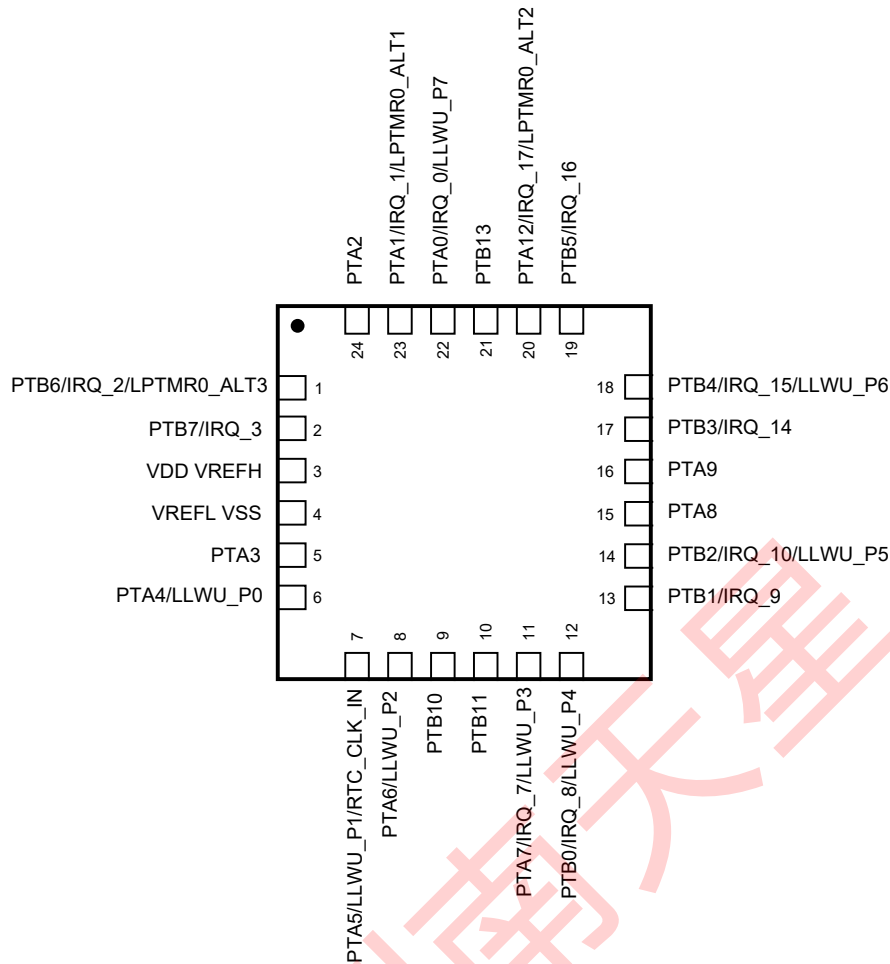 PTA2
PTA1/IRQ_1/LPTMR0_ALT1
PTA0/IRQ_0/LLWU_P7
PTB13
PTA12/IRQ_17/LPTMR0_ALT2
PTB5/IRQ_16
24
23
22
21
20
19
PTB6/IRQ_2/LPTMR0_ALT3
1
PTB7/IRQ_3
2
VDD VREFH
3
VREFL VSS
4
PTA3
5
PTA4/LLWU_P0
6
18
PTB4/IRQ_15/LLWU_P6
17
PTB3/IRQ_14
16
PTA9
15
PTA8
14
PTB2/IRQ_10/LLWU_P5
13
PTB1/IRQ_9
7
8
9
10
11
12
PTA5/LLWU_P1/RTC_CLK_IN
PTA6/LLWU_P2
PTB10
PTB11
PTA7/IRQ_7/LLWU_P3
PTB0/IRQ_8/LLWU_P4
南天星